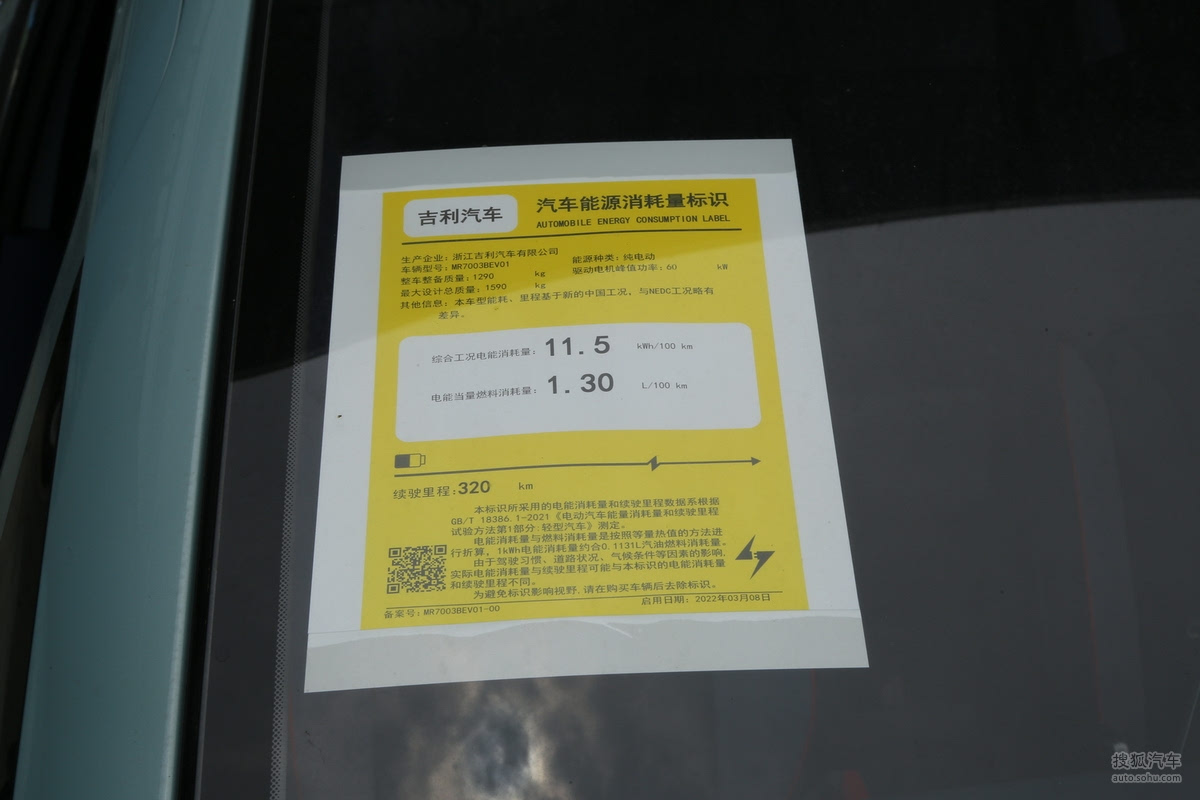 吉利汽车
汽车能源消耗量标识
AUTOMOBILE ENERGY CONSUMPTION LABEL
生产企业：浙江吉利汽车有限公司
车辆型号：MR7003BEV01
能源种类：纯电动
整车整备质量：1290 kg
驱动电机峰值功率：60 kW
最大设计总质量：1590 kg
其他信息：本车型能耗、里程基于新的中国工况，与NEDC工况略有
差异。
综合工况电能消耗量：11.5 kWh/100 km
电能当量燃料消耗量：1.30 L/100 km
续驶里程：320 km
本标识所采用的电能消耗量和续驶里程数据系根据
GB/T 18386.1-2021《电动汽车能量消耗量和续驶里程
试验方法第1部分：轻型汽车》测定。
电能消耗量与燃料消耗量是按照等量热值的方法进
行折算，1kWh电能消耗量约合0.1131L汽油燃料消耗量。
由于驾驶习惯、道路状况、气候条件等因素的影响，
实际电能消耗量与续驶里程可能与本标识的电能消耗量
和续驶里程不同。
为避免标识影响视野，请在购买车辆后去除标识。
备案号：MR7003BEV01-00
启用日期：2022年03月08日
搜狐汽车
auto.sohu.com